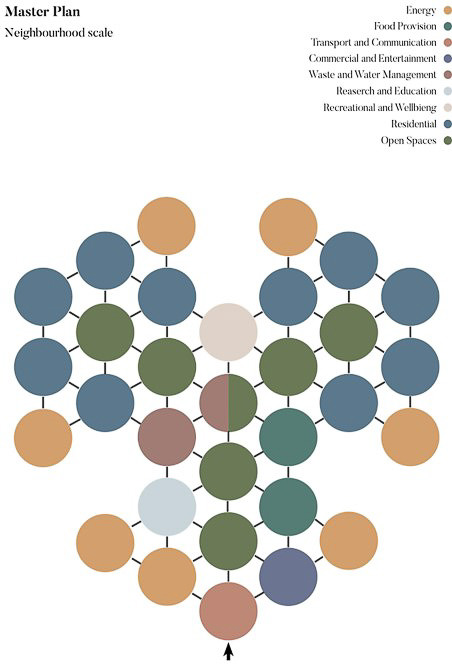 Master Plan
Neighbourhood scale
Energy
Food Provision
Transport and Communication
Commercial and Entertainment
Waste and Water Management
Reaserch and Education
Recreational and Wellbieng
Residential
Open Spaces